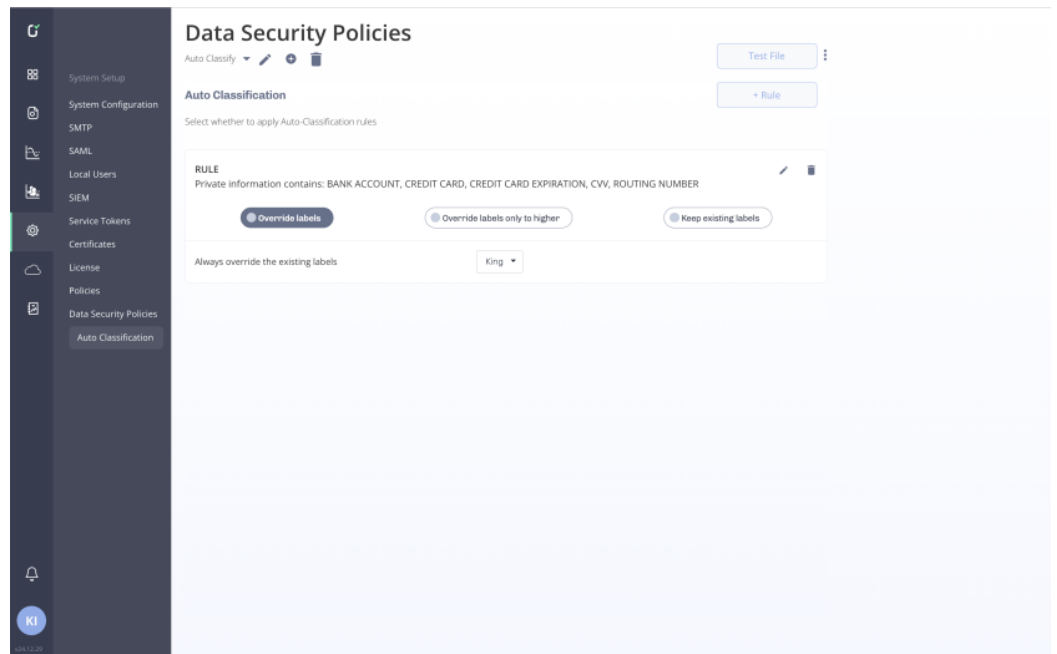 Data Security Policies
Auto Classify
Test File
System Setup
System Configuration
SMTP
SAML
Local Users
SIEM
Service Tokens
Certificates
License
Policies
Data Security Policies
Auto Classification
Auto Classification
+ Rule
Select whether to apply Auto-Classification rules
RULE
Private information contains: BANK ACCOUNT, CREDIT CARD, CREDIT CARD EXPIRATION, CVV, ROUTING NUMBER
Override labels
Override labels only to higher
Keep existing labels
Always override the existing labels
King
KI
v24.12.29